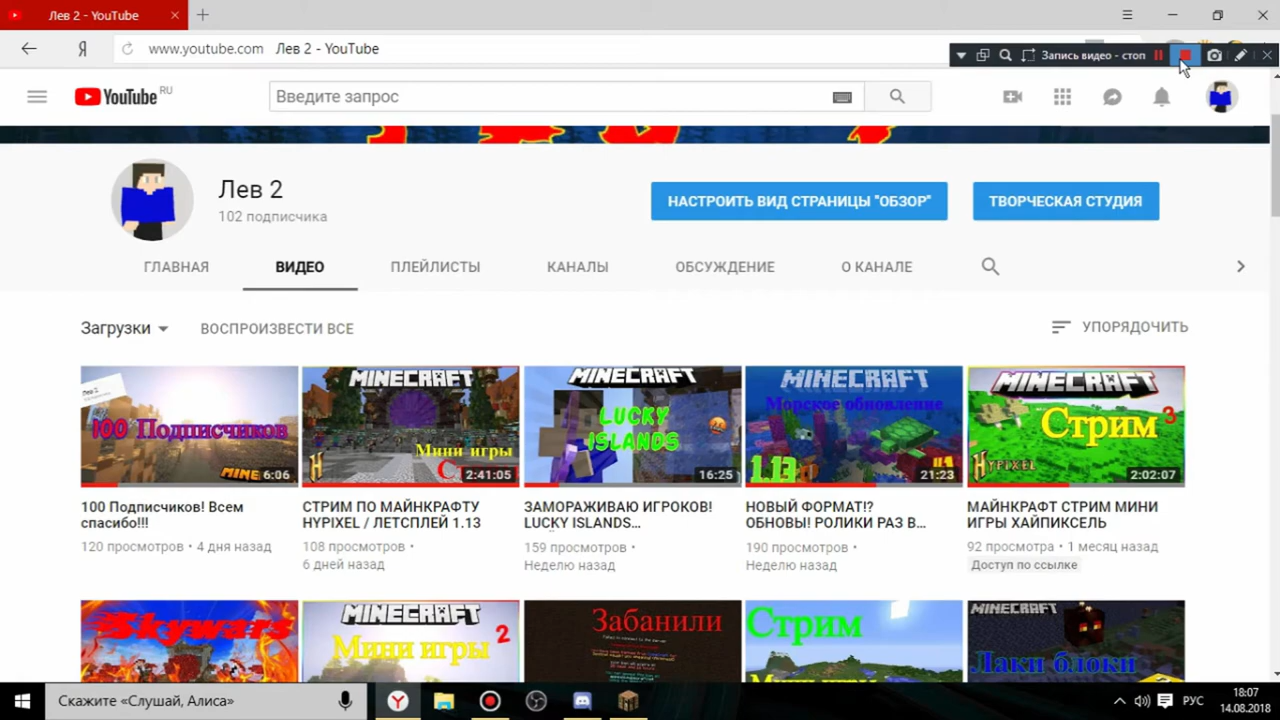 Лев 2 - YouTube
www.youtube.com Лев 2 - YouTube
Запись видео - стоп
YouTube RU
Введите запрос
Лев 2
102 подписчика
НАСТРОИТЬ ВИД СТРАНИЦЫ "ОБЗОР"
ТВОРЧЕСКАЯ СТУДИЯ
ГЛАВНАЯ
ВИДЕО
ПЛЕЙЛИСТЫ
КАНАЛЫ
ОБСУЖДЕНИЕ
О КАНАЛЕ
Загрузки
ВОСПРОИЗВЕСТИ ВСЕ
УПОРЯДОЧИТЬ
Лев 2
100 Подписчиков
MINE
6:06
100 Подписчиков! Всем
спасибо!!!
120 просмотров • 4 дня назад
MINECRAFT
Мини игры
2:41:05
СТРИМ ПО МАЙНКРАФТУ
HYPIXEL / ЛЕТСПЛЕЙ 1.13
108 просмотров •
6 дней назад
MINECRAFT
LUCKY
ISLANDS
16:25
ЗАМОРАЖИВАЮ ИГРОКОВ!
LUCKY ISLANDS...
159 просмотров •
Неделю назад
MINECRAFT
Морское обновление
1.13
#1
21:23
НОВЫЙ ФОРМАТ!?
ОБНОВЫ! РОЛИКИ РАЗ В...
190 просмотров •
Неделю назад
MINECRAFT
Стрим 3
HYPIXEL
2:02:07
МАЙНКРАФТ СТРИМ МИНИ
ИГРЫ ХАЙПИКСЕЛЬ
92 просмотра • 1 месяц назад
Доступ по ссылке
Skywars
MINECRAFT
Мини игры 2
Забанили
Стрим
Мини игры
MINECRAFT
Лаки блоки
Скажите «Слушай, Алиса»
РУС
18:07
14.08.2018